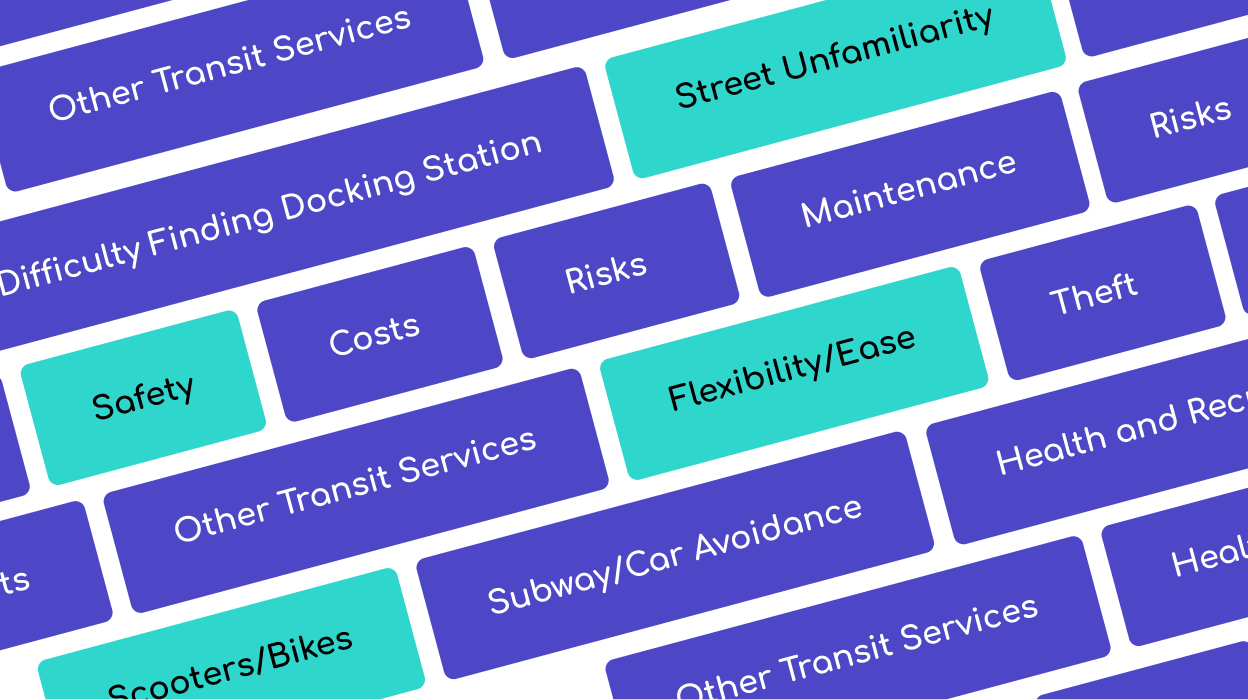 Other Transit Services
Street Unfamiliarity
Difficulty Finding Docking Station
Maintenance
Risks
Safety
Costs
Risks
Flexibility/Ease
Theft
Other Transit Services
Subway/Car Avoidance
Health and
Scooters/Bikes
Other Transit Services